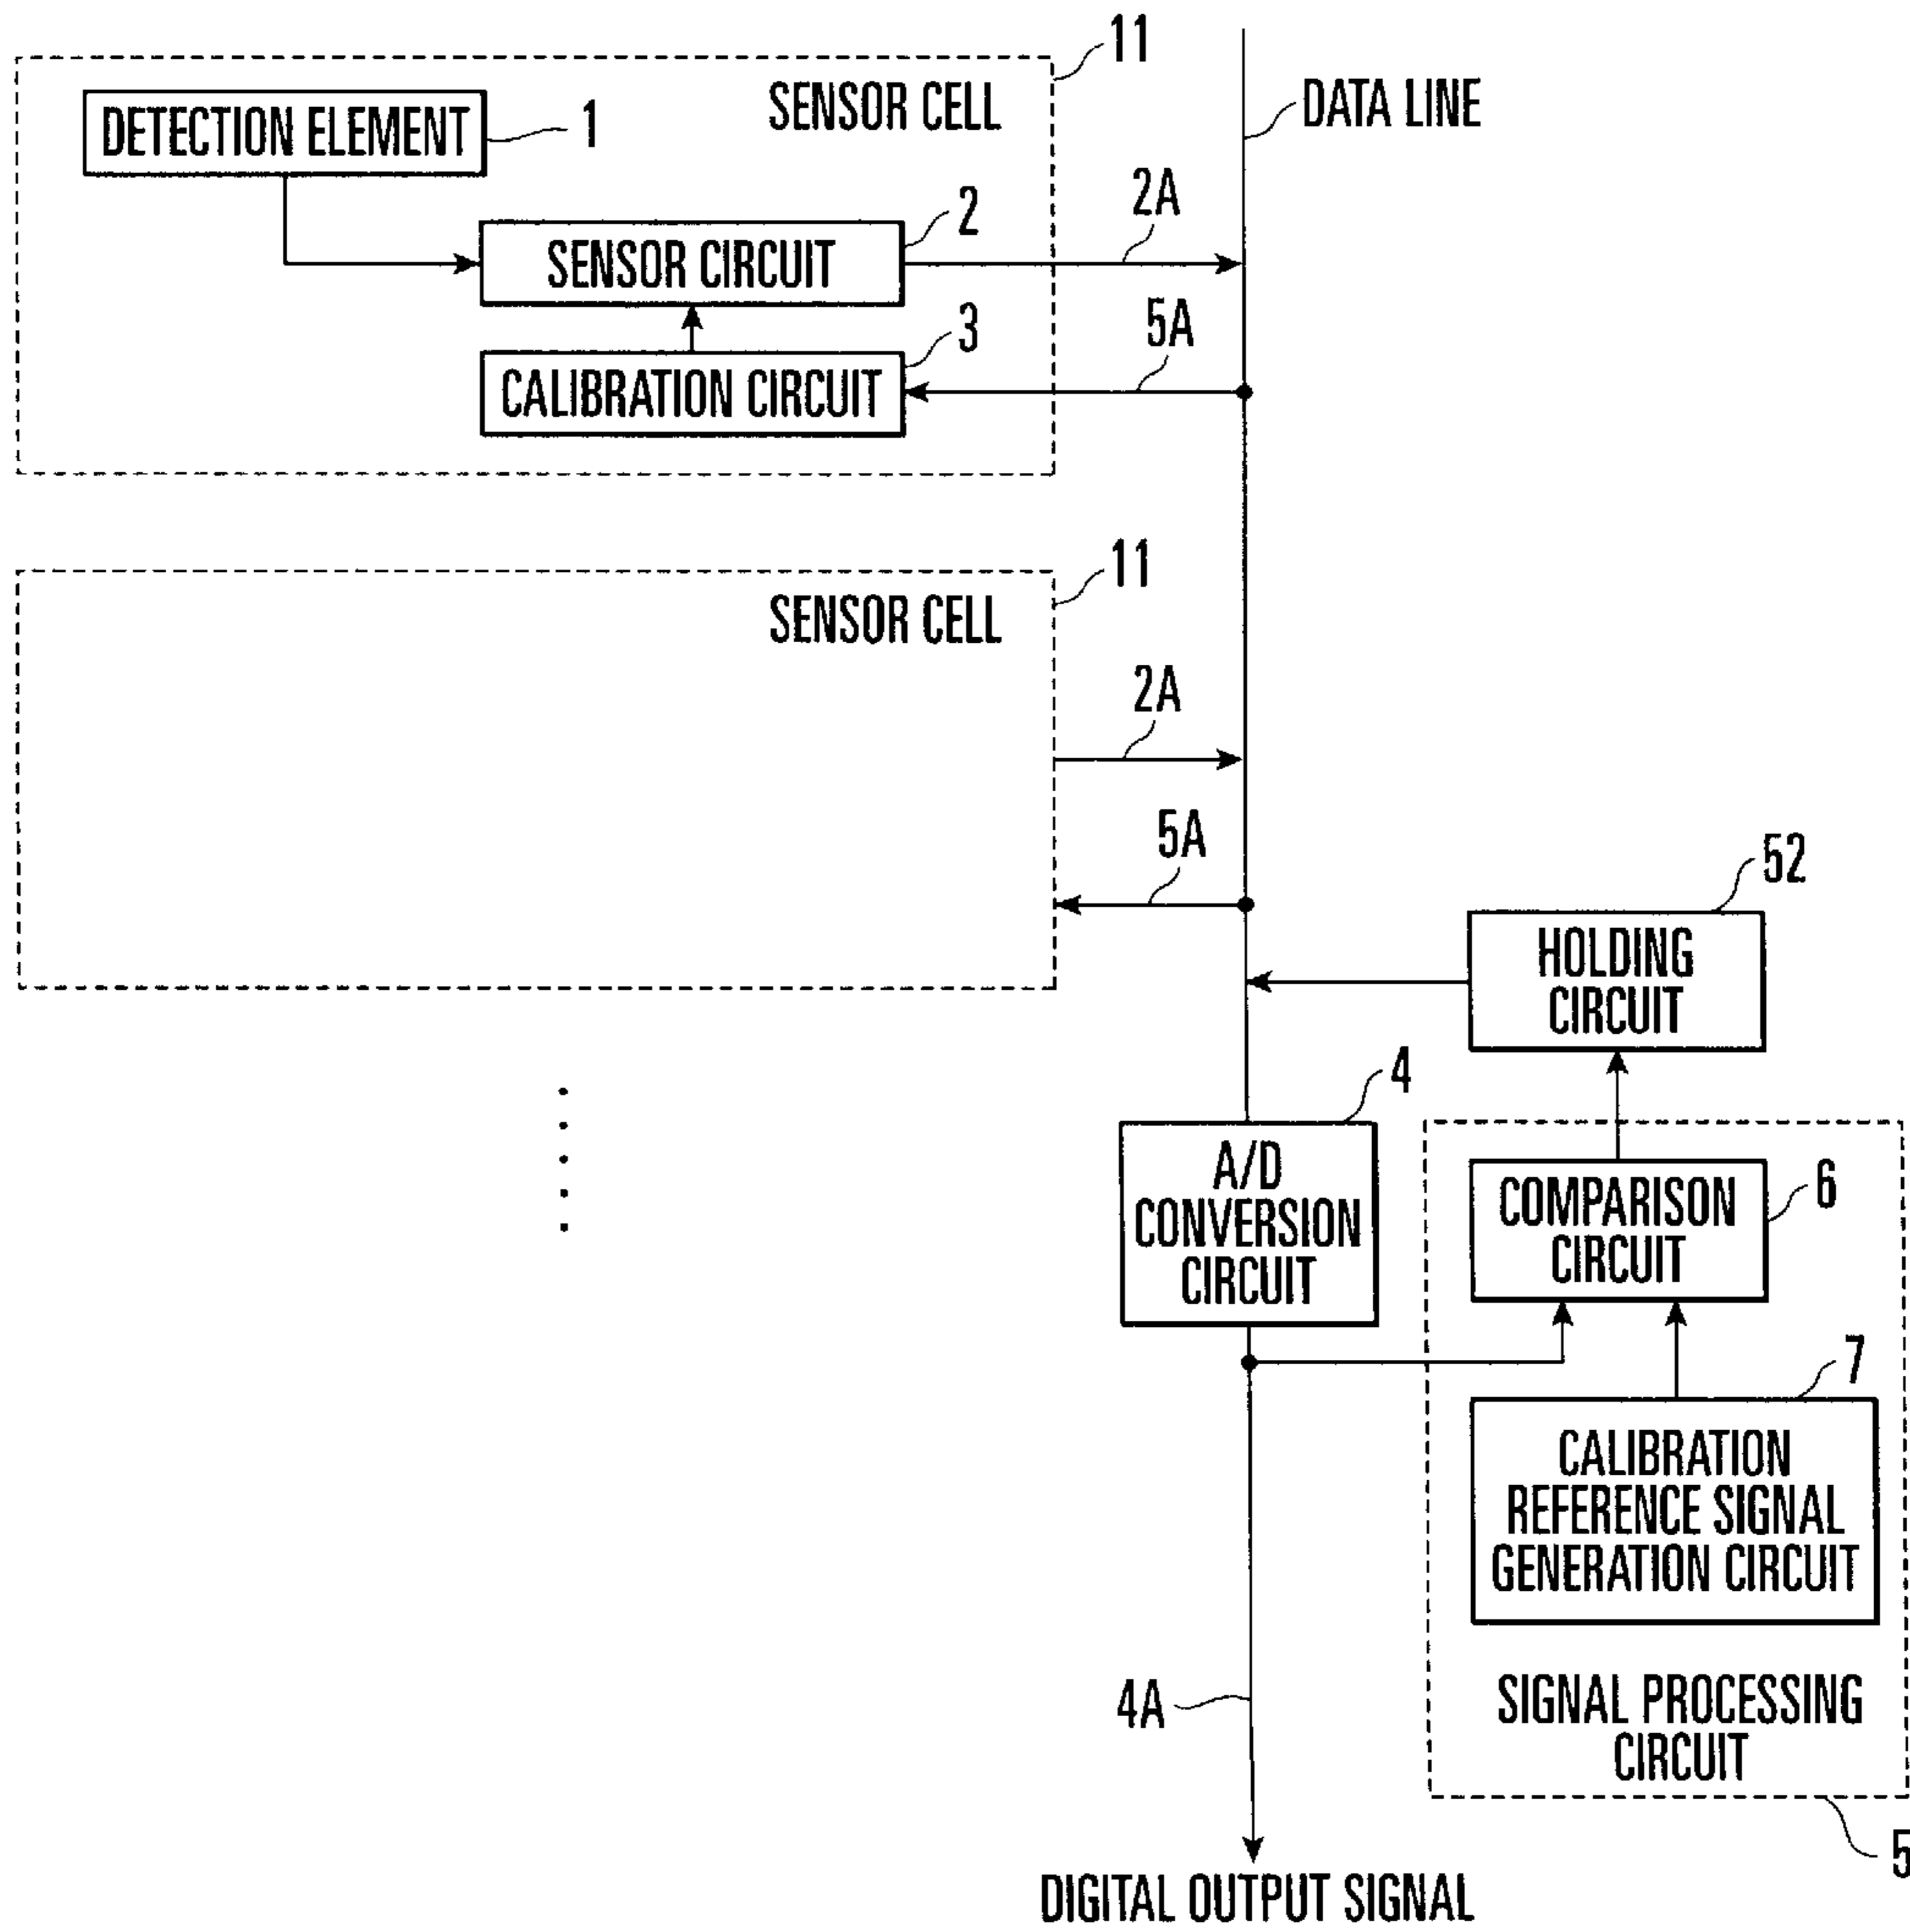 11
SENSOR CELL
DATA LINE
DETECTION ELEMENT
1
2A
2
SENSOR CIRCUIT
5A
3
CALIBRATION CIRCUIT
11
SENSOR CELL
2A
5A
52
HOLDING
CIRCUIT
4
A/D
CONVERSION
CIRCUIT
COMPARISON
CIRCUIT
6
7
CALIBRATION
REFERENCE SIGNAL
GENERATION CIRCUIT
4A
SIGNAL PROCESSING
CIRCUIT
5
DIGITAL OUTPUT SIGNAL